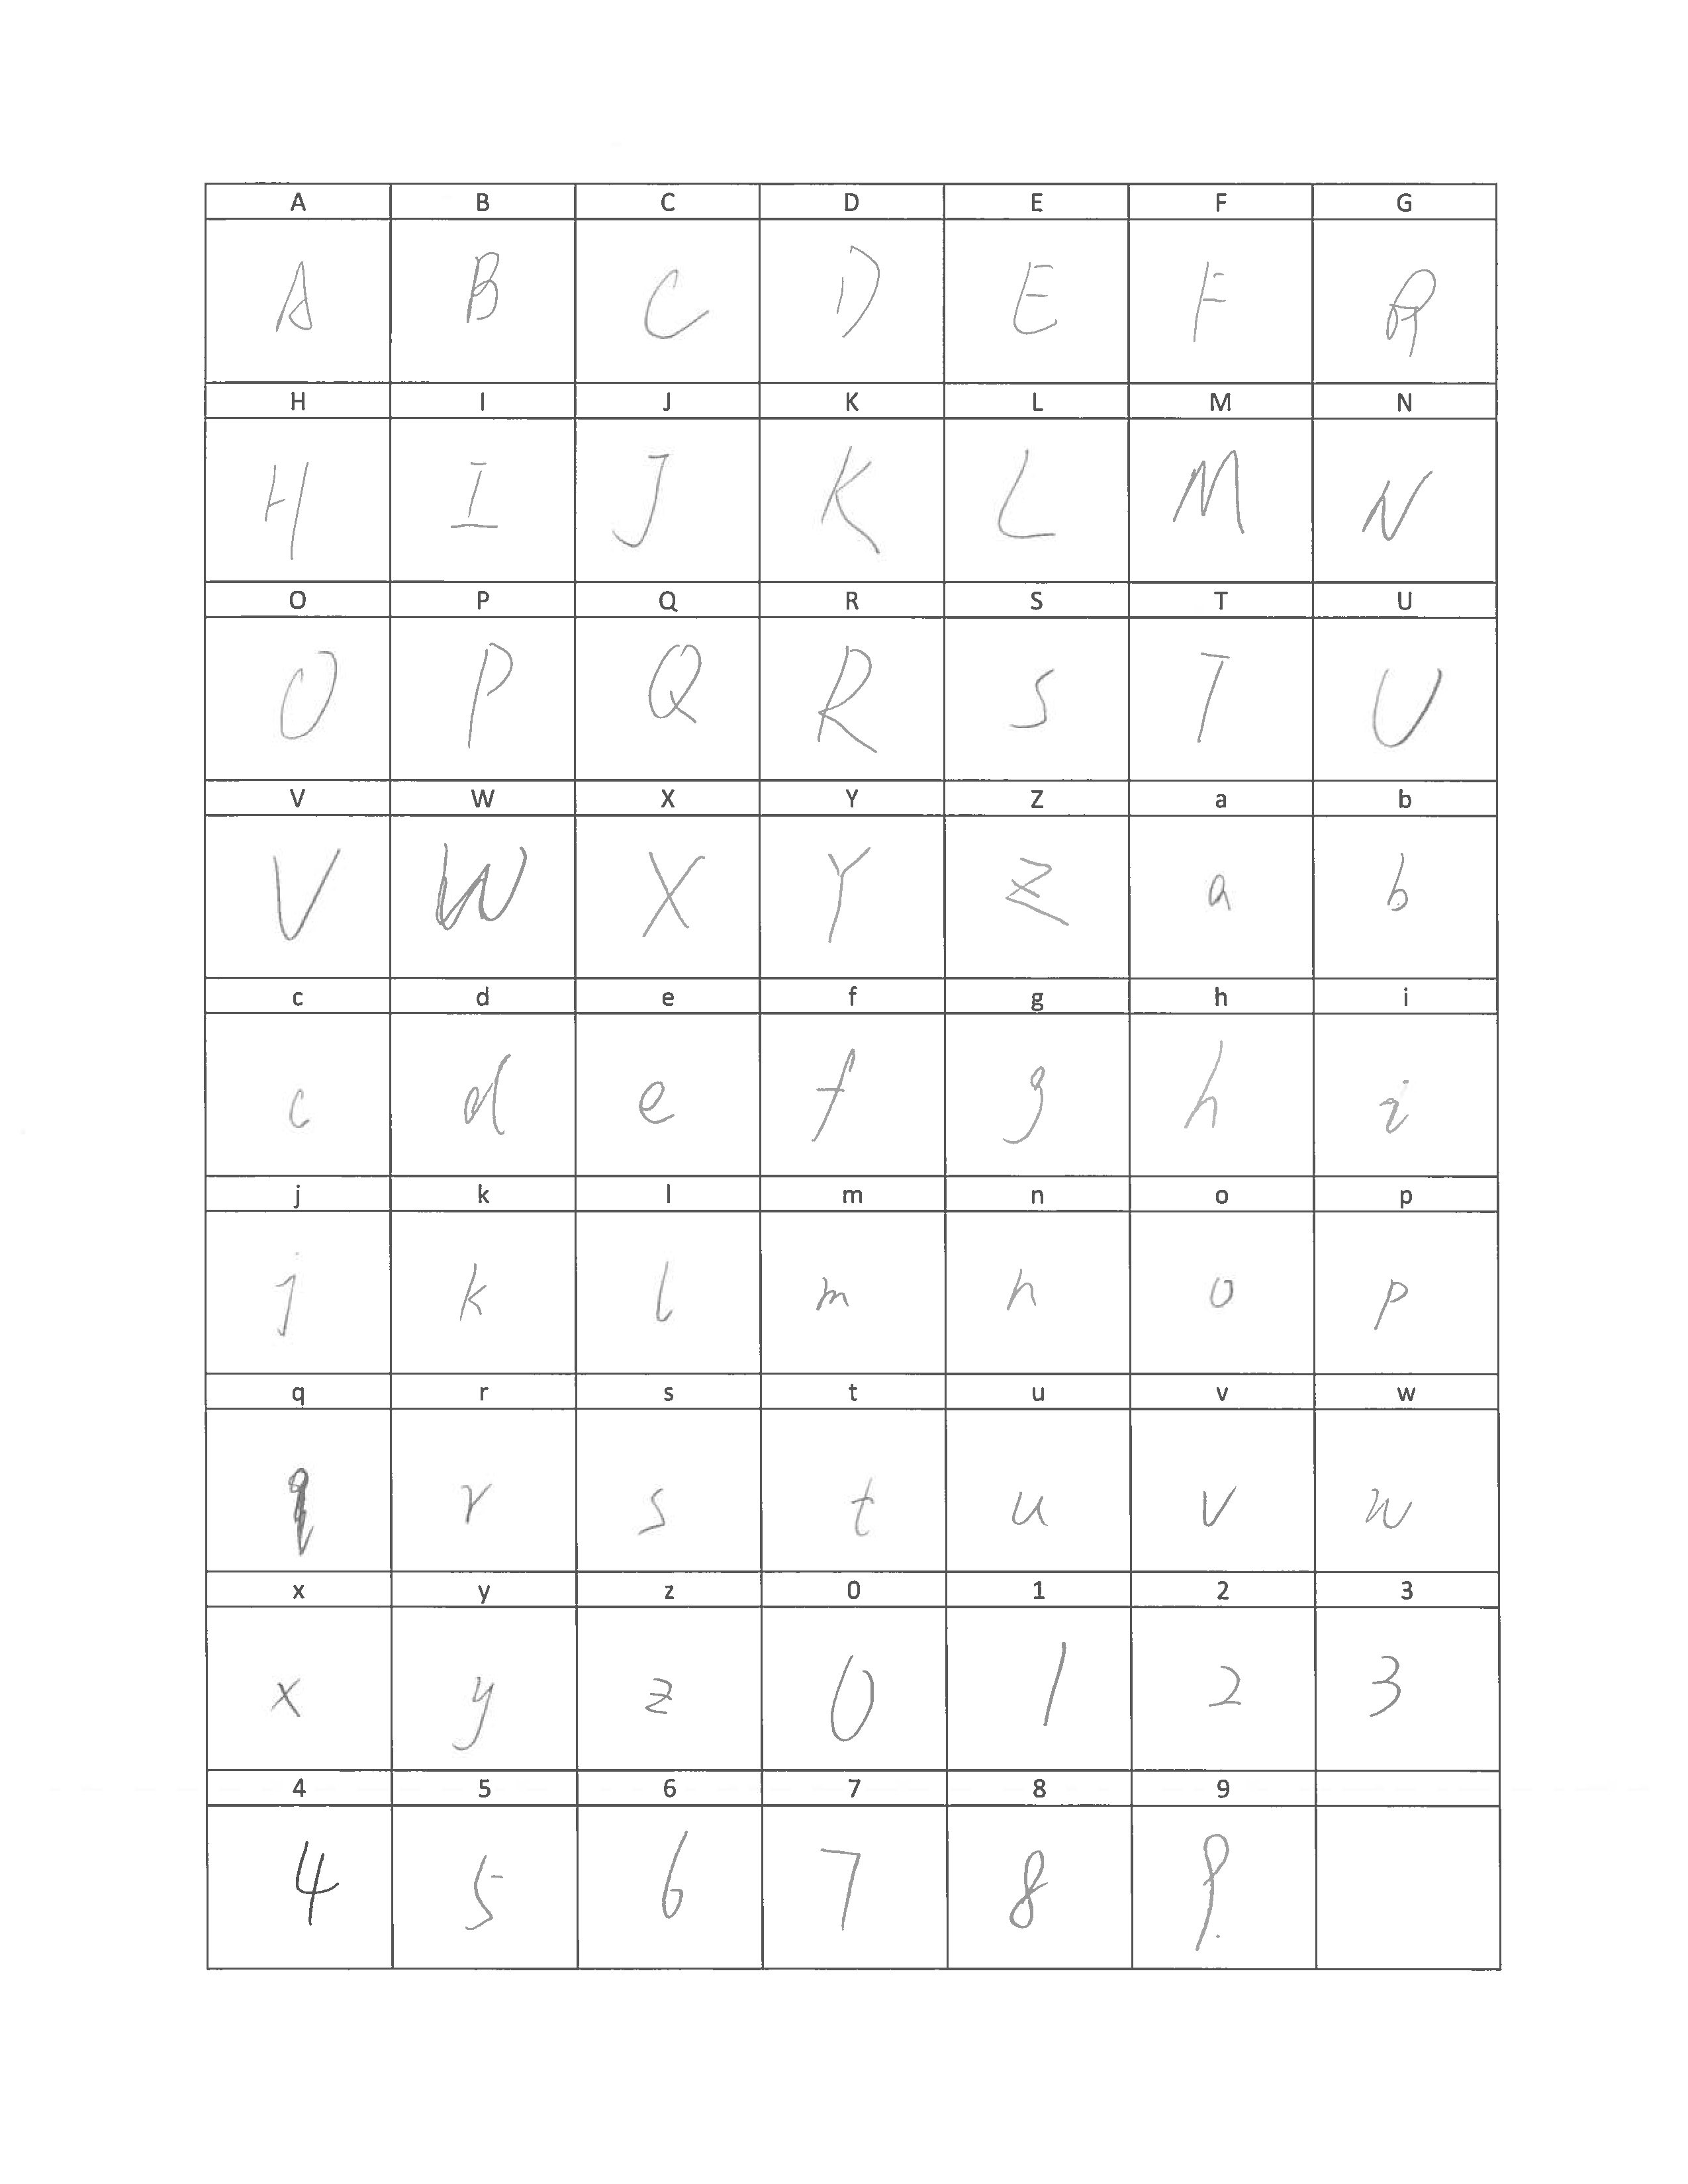 A B C D E F G
A B C D E F G
H I J K L M N
H I J K L M N
O P Q R S T U
O P Q R S T U
V W X Y Z a b
V W X Y Z a b
c d e f g h i
c d e f g h i
j k l m n o p
j k l m n o p
q r s t u v w
q r s t u v w
x y z 0 1 2 3
x y z 0 1 2 3
4 5 6 7 8 9
4 5 6 7 8 9